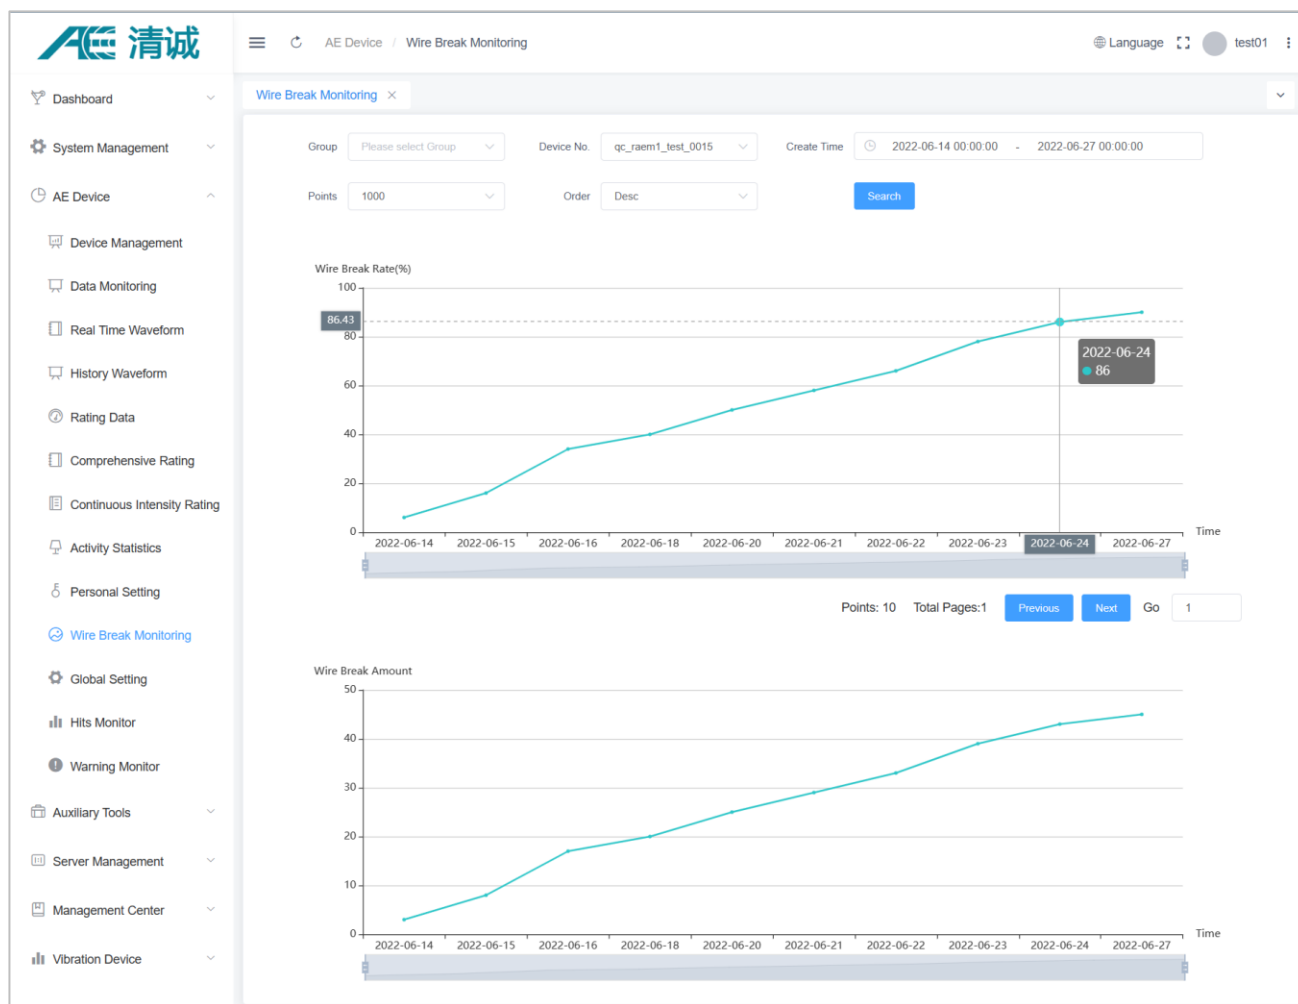 AE 清诚
AE Device / Wire Break Monitoring
Language
test01
Wire Break Monitoring ×
Dashboard
System Management
AE Device
Device Management
Data Monitoring
Real Time Waveform
History Waveform
Rating Data
Comprehensive Rating
Continuous Intensity Rating
Activity Statistics
Personal Setting
Wire Break Monitoring
Global Setting
Hits Monitor
Warning Monitor
Auxiliary Tools
Server Management
Management Center
Vibration Device
Group Please select Group Device No. qc_raem1_test_0015 Create Time 2022-06-14 00:00:00 - 2022-06-27 00:00:00
Points 1000 Order Desc Search
Wire Break Rate(%)
100
86.43
80
60
40
20
0
2022-06-24
86
2022-06-14 2022-06-15 2022-06-16 2022-06-18 2022-06-20 2022-06-21 2022-06-22 2022-06-23 2022-06-24 2022-06-27
Time
Points: 10 Total Pages:1 Previous Next Go 1
Wire Break Amount
50
40
30
20
10
0
2022-06-14 2022-06-15 2022-06-16 2022-06-18 2022-06-20 2022-06-21 2022-06-22 2022-06-23 2022-06-24 2022-06-27
Time